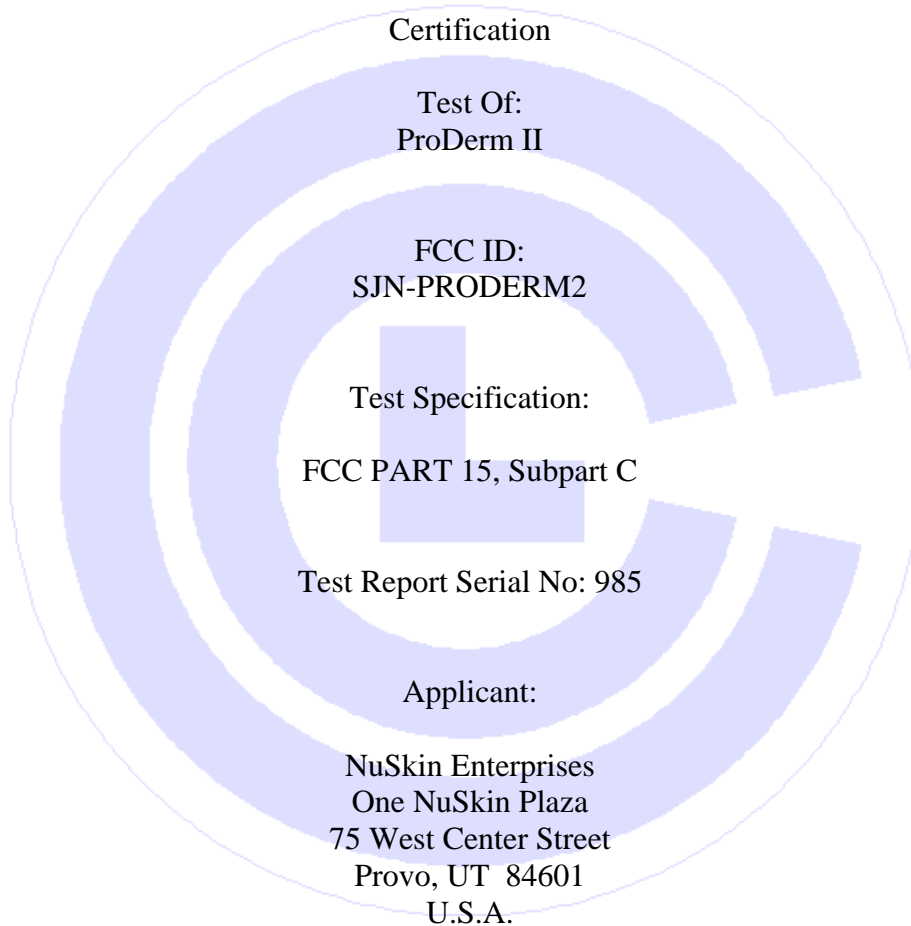 Certification
Test Of:
ProDerm II
FCC ID:
SJN-PRODERM2
Test Specification:
FCC PART 15, Subpart C
Test Report Serial No: 985
Applicant:
NuSkin Enterprises
One NuSkin Plaza
75 West Center Street
Provo, UT  84601
U.S.A.